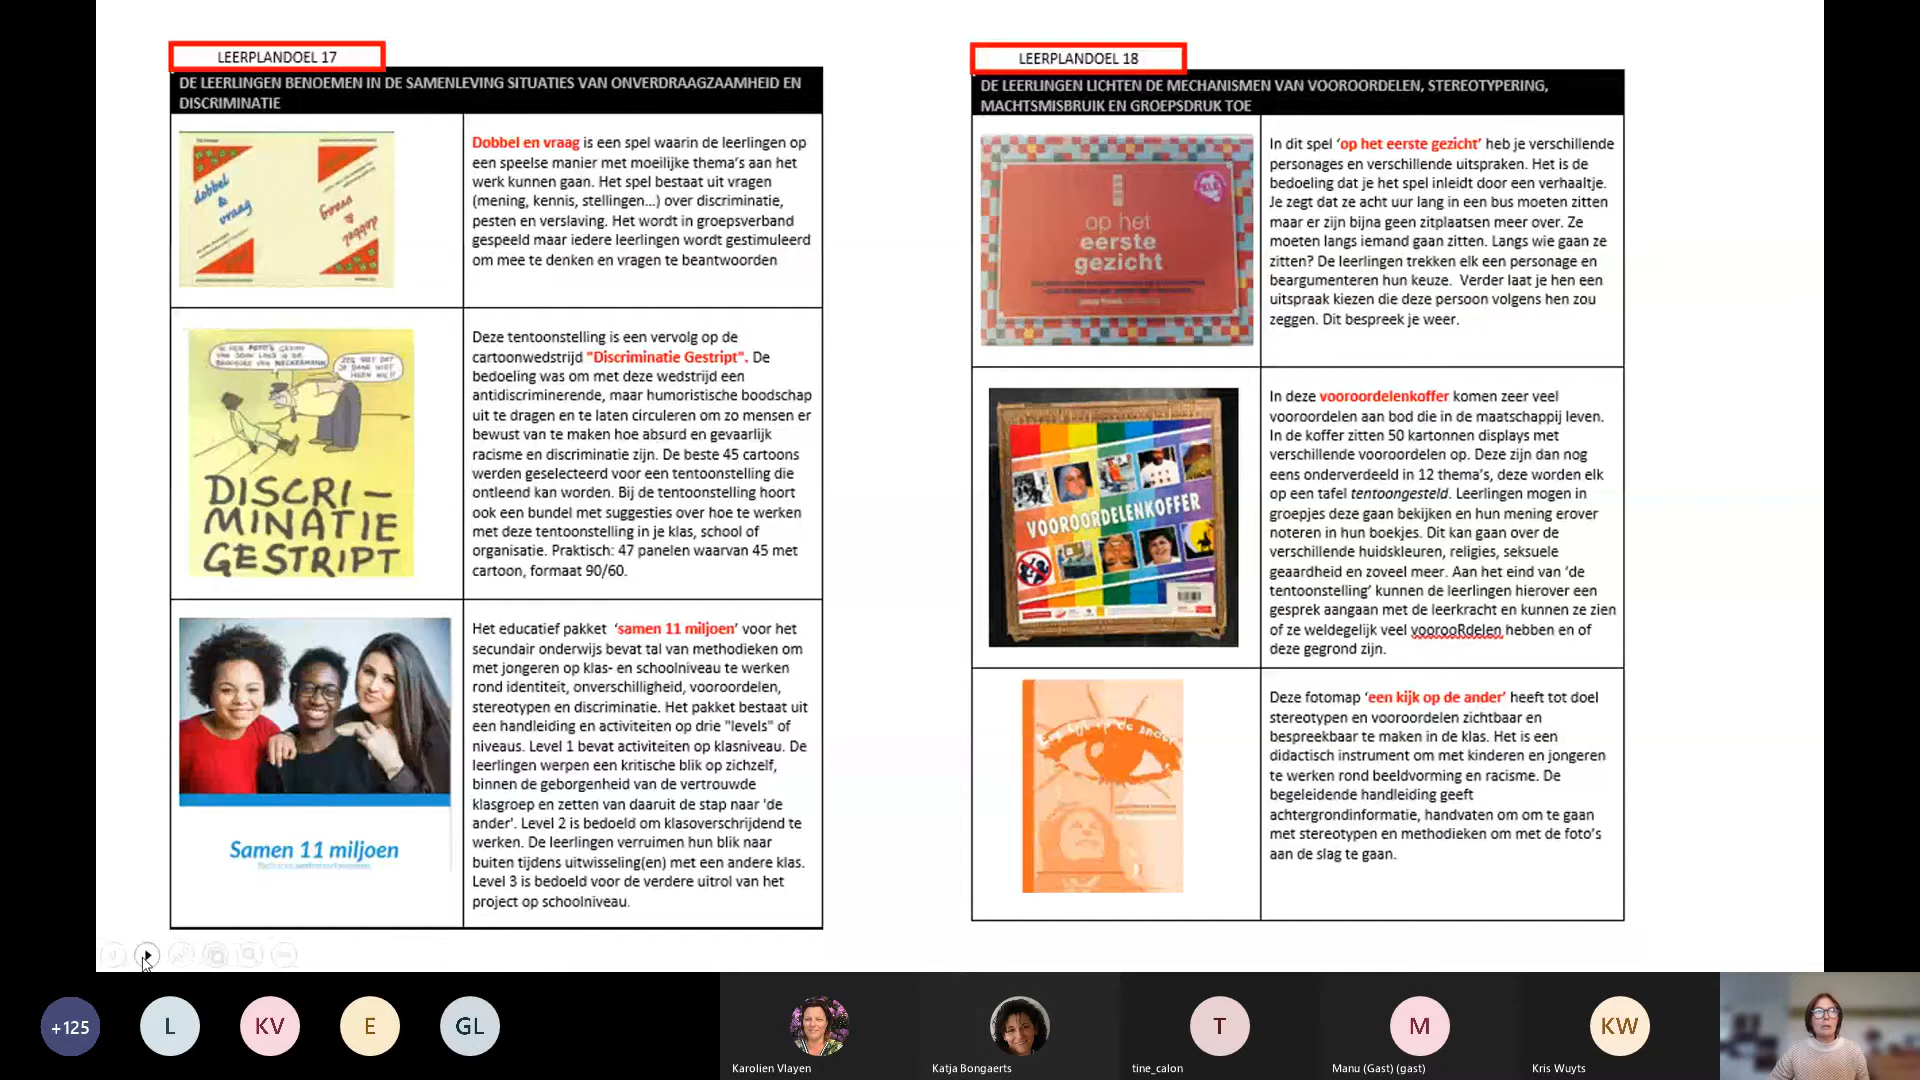 LEERPLANDOEL 17
DE LEERLINGEN BENOEMEN IN DE SAMENLEVING SITUATIES VAN ONVERDRAAGZAAMHEID EN
DISCRIMINATIE
dobbel
&
vraag
dobbel
&
vraag
Dobbel en vraag is een spel waarin de leerlingen op
een speelse manier met moeilijke thema's aan het
werk kunnen gaan. Het spel bestaat uit vragen
(mening, kennis, stellingen...) over discriminatie,
pesten en verslaving. Het wordt in groepsverband
gespeeld maar iedere leerlingen wordt gestimuleerd
om mee te denken en vragen te beantwoorden
DISCRI-
MINATIE
GESTRIPT
Deze tentoonstelling is een vervolg op de
cartoonwedstrijd "Discriminatie Gestript". De
bedoeling was om met deze wedstrijd een
antidiscriminerende, maar humoristische boodschap
uit te dragen en te laten circuleren om zo mensen er
bewust van te maken hoe absurd en gevaarlijk
racisme en discriminatie zijn. De beste 45 cartoons
werden geselecteerd voor een tentoonstelling die
ontleend kan worden. Bij de tentoonstelling hoort
ook een bundel met suggesties over hoe te werken
met deze tentoonstelling in je klas, school of
organisatie. Praktisch: 47 panelen waarvan 45 met
cartoon, formaat 90/60.
Samen 11 miljoen
Het educatief pakket 'samen 11 miljoen' voor het
secundair onderwijs bevat tal van methodieken om
met jongeren op klas- en schoolniveau te werken
rond identiteit, onverschilligheid, vooroordelen,
stereotypen en discriminatie. Het pakket bestaat uit
een handleiding en activiteiten op drie "levels" of
niveaus. Level 1 bevat activiteiten op klasniveau. De
leerlingen werpen een kritische blik op zichzelf,
binnen de geborgenheid van de vertrouwde
klasgroep en zetten van daaruit de stap naar 'de
ander'. Level 2 is bedoeld om klasoverschrijdend te
werken. De leerlingen verruimen hun blik naar
buiten tijdens uitwisseling(en) met een andere klas.
Level 3 is bedoeld voor de verdere uitrol van het
project op schoolniveau.
LEERPLANDOEL 18
DE LEERLINGEN LICHTEN DE MECHANISMEN VAN VOOROORDELEN, STEREOTYPERING,
MACHTSMISBRUIK EN GROEPSDRUK TOE
op het
eerste
gezicht
In dit spel 'op het eerste gezicht' heb je verschillende
personages en verschillende uitspraken. Het is de
bedoeling dat je het spel inleidt door een verhaaltje.
Je zegt dat ze acht uur lang in een bus moeten zitten
maar er zijn bijna geen zitplaatsen meer over. Ze
moeten langs iemand gaan zitten. Langs wie gaan ze
zitten? De leerlingen trekken elk een personage en
beargumenteren hun keuze. Verder laat je hen een
uitspraak kiezen die deze persoon volgens hen zou
zeggen. Dit bespreek je weer.
VOOROORDELENKOFFER
In deze vooroordelenkoffer komen zeer veel
vooroordelen aan bod die in de maatschappij leven.
In de koffer zitten 50 kartonnen displays met
verschillende vooroordelen op. Deze zijn dan nog
eens onderverdeeld in 12 thema's, deze worden elk
op een tafel tentoongesteld. Leerlingen mogen in
groepjes deze gaan bekijken en hun mening erover
noteren in hun boekjes. Dit kan gaan over de
verschillende huidskleuren, religies, seksuele
geaardheid en zoveel meer. Aan het eind van 'de
tentoonstelling' kunnen de leerlingen hierover een
gesprek aangaan met de leerkracht en kunnen ze zien
of ze weldegelijk veel voorooRdelen hebben en of
deze gegrond zijn.
Een kijk op de ander
Deze fotomap 'een kijk op de ander' heeft tot doel
stereotypen en vooroordelen zichtbaar en
bespreekbaar te maken in de klas. Het is een
didactisch instrument om met kinderen en jongeren
te werken rond beeldvorming en racisme. De
begeleidende handleiding geeft
achtergrondinformatie, handvaten om om te gaan
met stereotypen en methodieken om met de foto's
aan de slag te gaan.
+125
L
KV
E
GL
T
M
KW
Karolien Vlayen
Katja Bongaerts
tine_calon
Manu (Gast) (gast)
Kris Wuyts